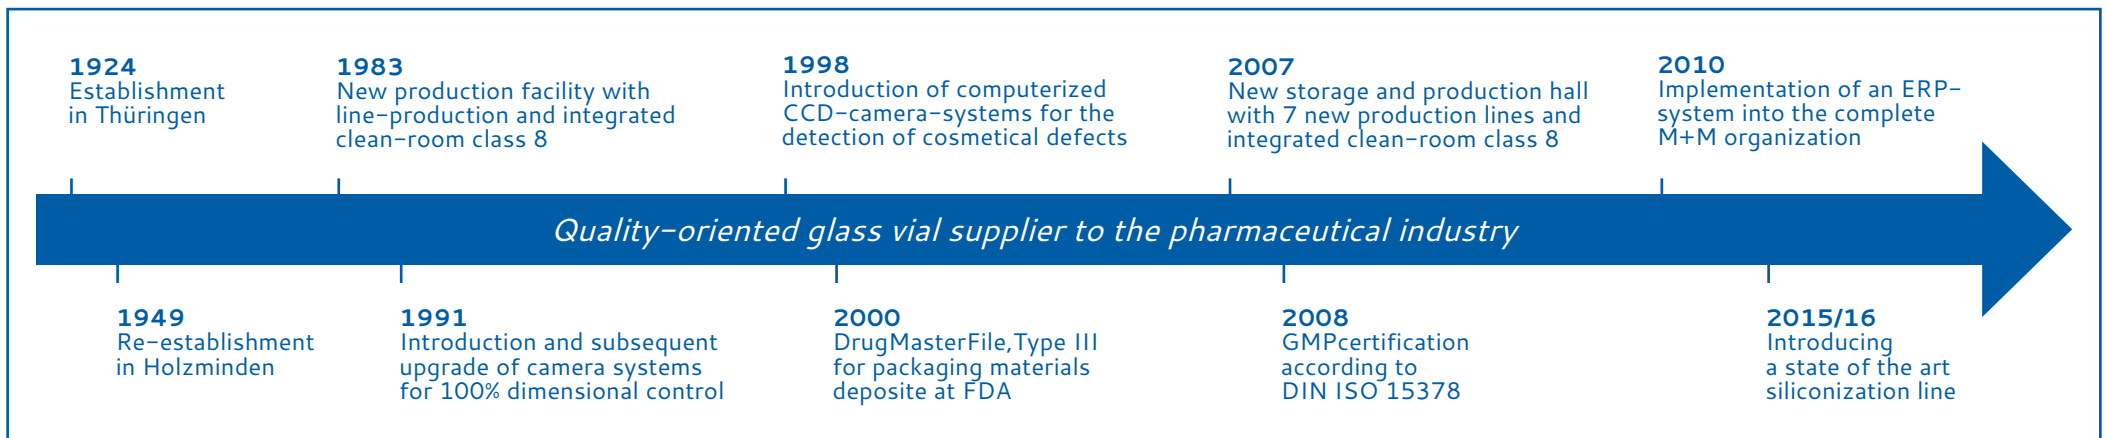 1924
Establishment
in Thüringen
1983
New production facility with
line-production and integrated
clean-room class 8
1998
Introduction of computerized
CCD-camera-systems for the
detection of cosmetical defects
2007
New storage and production hall
with 7 new production lines and
integrated clean-room class 8
2010
Implementation of an ERP-
system into the complete
M+M organization
Quality-oriented glass vial supplier to the pharmaceutical industry
1949
Re-establishment
in Holzminden
1991
Introduction and subsequent
upgrade of camera systems
for 100% dimensional control
2000
DrugMasterFile,Type III
for packaging materials
deposite at FDA
2008
GMPcertification
according to
DIN ISO 15378
2015/16
Introducing
a state of the art
siliconization line